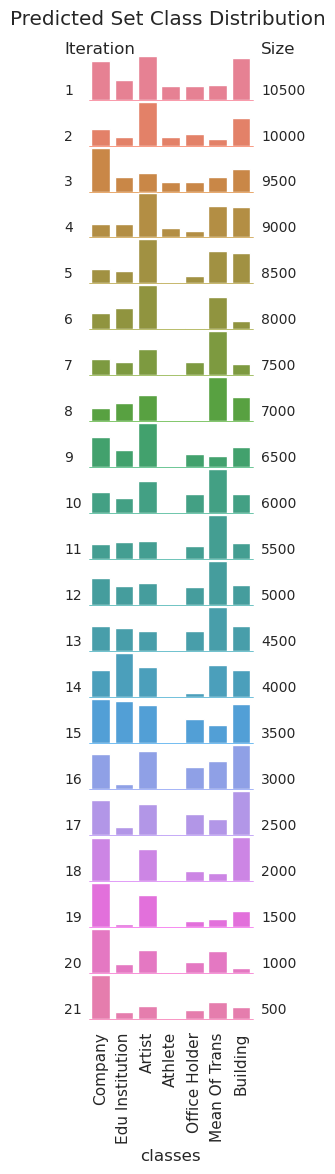 Predicted Set Class Distribution
Iteration Size
1 10500
2 10000
3 9500
4 9000
5 8500
6 8000
7 7500
8 7000
9 6500
10 6000
11 5500
12 5000
13 4500
14 4000
15 3500
16 3000
17 2500
18 2000
19 1500
20 1000
21 500
Company
Edu Institution
Artist
Athlete
Office Holder
Mean Of Trans
Building
classes